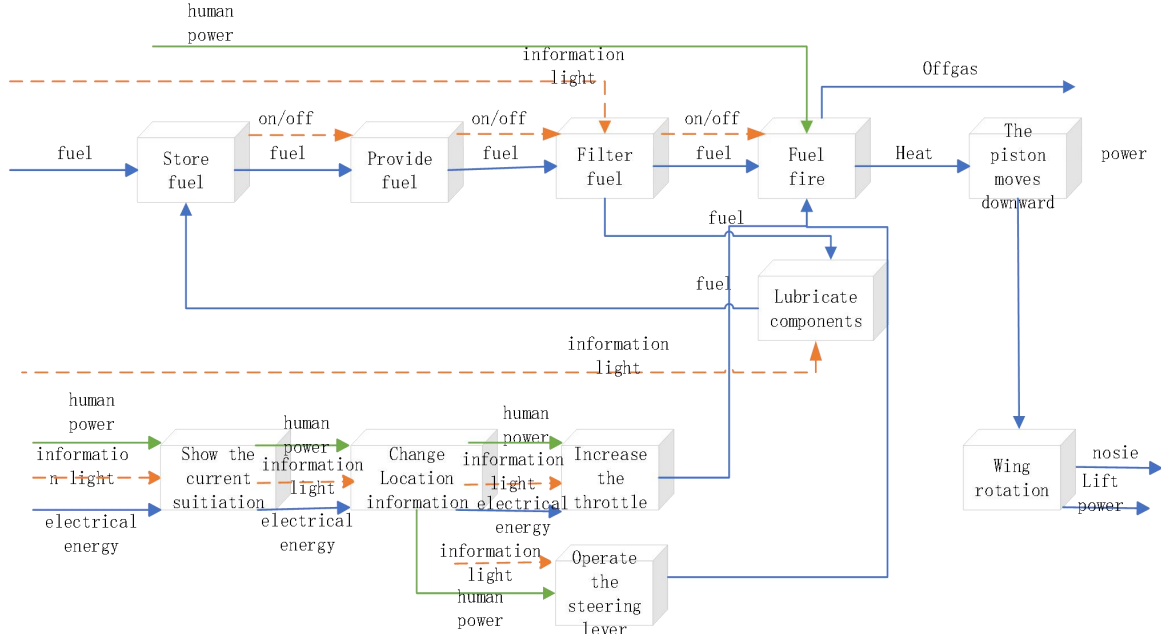 human
power
information
light
Offgas
on/off
on/off
on/off
The
piston
moves
downward
fuel
Store
fuel
fuel
Provide
fuel
fuel
Filter
fuel
fuel
Fuel
fire
Heat
power
fuel
fuel
Lubricate
components
information
light
human
power
informatio
n light
electrical
energy
Show the
current
suitiation
human
power
information
light
electrical
energy
Change
Location
information
human
power
information
light
electrical
energy
Increase
the
throttle
Wing
rotation
nosie
Lift
power
information
light
human
power
Operate
the
steering
lever